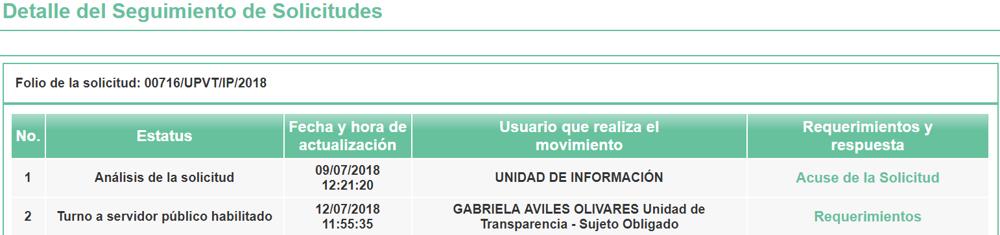 Detalle del Seguimiento de Solicitudes
Folio de la solicitud: 00716/UPVT/IP/2018
No.
Estatus
Fecha y hora de
actualización
Usuario que realiza el
movimiento
Requerimientos y
respuesta
1
Análisis de la solicitud
09/07/2018
12:21:20
UNIDAD DE INFORMACIÓN
Acuse de la Solicitud
2
Turno a servidor público habilitado
12/07/2018
11:55:35
GABRIELA AVILES OLIVARES Unidad de
Transparencia - Sujeto Obligado
Requerimientos